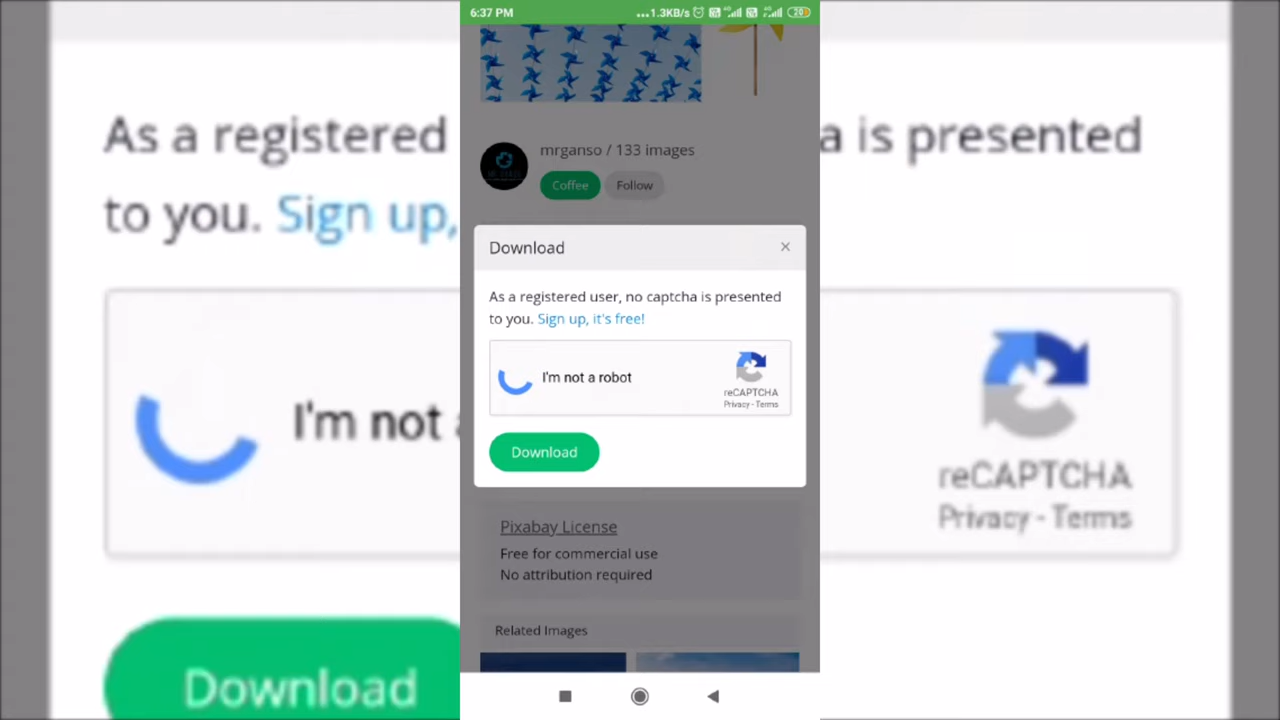 6:37 PM
...1.3KB/s
20
mrganso / 133 images
Coffee
Follow
Download
As a registered user, no captcha is presented
to you. Sign up, it's free!
I'm not a robot
reCAPTCHA
Privacy - Terms
Download
Pixabay License
Free for commercial use
No attribution required
Related Images
As a registered
a is presented
to you. Sign up,
I'm not a
reCAPTCHA
Privacy - Terms
Download